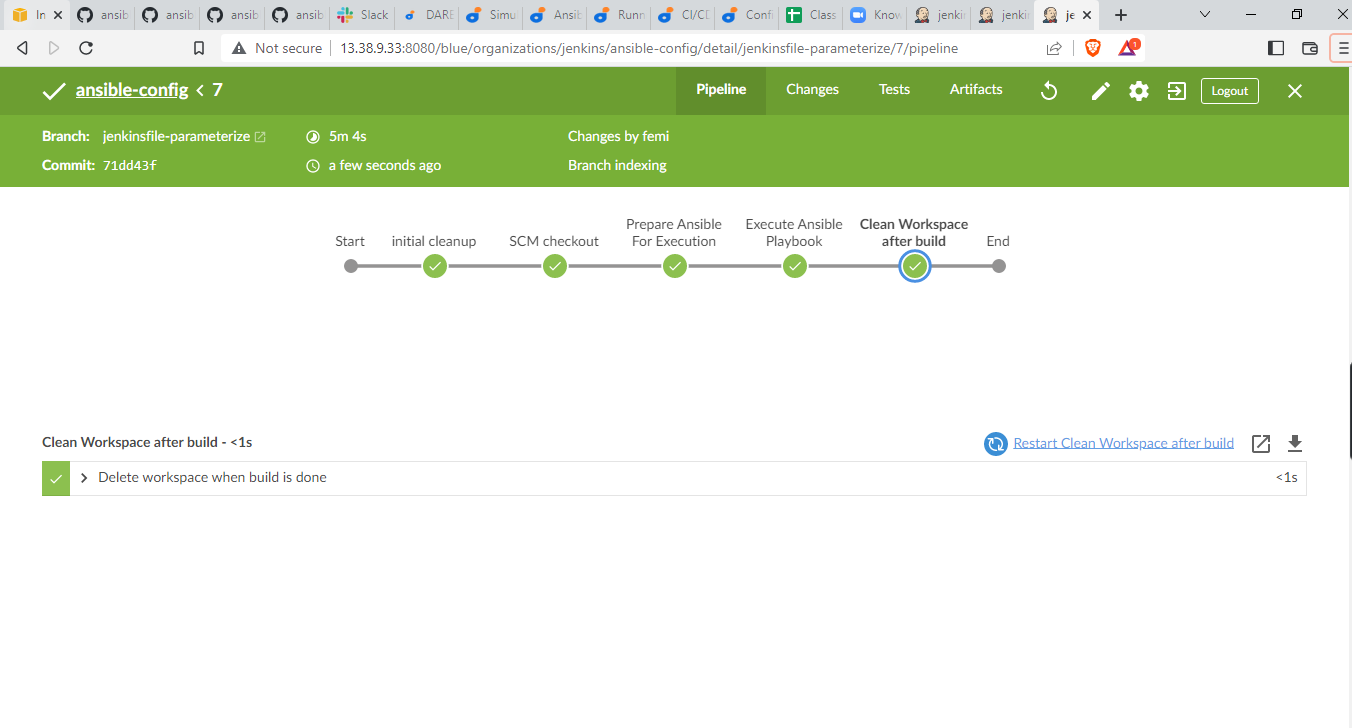 In
ansib
ansib
ansib
ansib
Slack
DARE
Simu
Ansib
Runn
CI/CD
Confi
Class
Know
jenki
jenki
je
Not secure 13.38.9.33:8080/blue/organizations/jenkins/ansible-config/detail/jenkinsfile-parameterize/7/pipeline
1
ansible-config < 7
Pipeline Changes Tests Artifacts Logout
Branch: jenkinsfile-parameterize 5m 4s Changes by femi
Commit: 71dd43f a few seconds ago Branch indexing
Start
initial cleanup
SCM checkout
Prepare Ansible
For Execution
Execute Ansible
Playbook
Clean Workspace
after build
End
Clean Workspace after build - <1s
Restart Clean Workspace after build
Delete workspace when build is done <1s